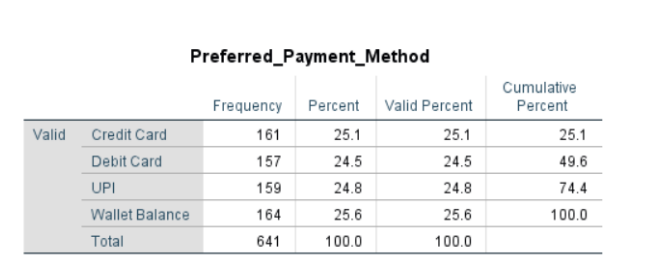 Preferred_Payment_Method
Frequency Percent Valid Percent Cumulative Percent
Valid Credit Card 161 25.1 25.1 25.1
Debit Card 157 24.5 24.5 49.6
UPI 159 24.8 24.8 74.4
Wallet Balance 164 25.6 25.6 100.0
Total 641 100.0 100.0